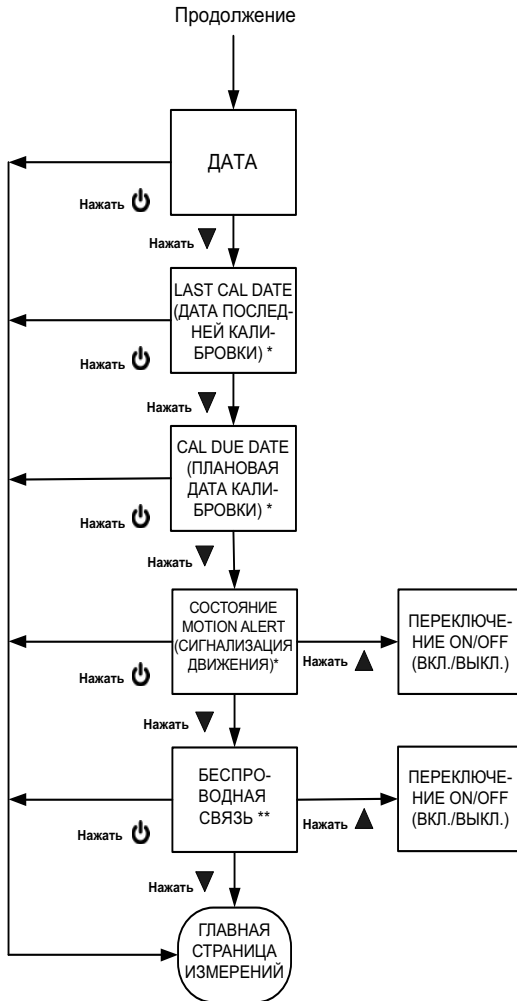 Продолжение
ДАТА
Нажать
Нажать
LAST CAL DATE
(ДАТА ПОСЛЕД-
НЕЙ КАЛИ-
БРОВКИ) *
Нажать
Нажать
CAL DUE DATE
(ПЛАНОВАЯ
ДАТА КАЛИ-
БРОВКИ) *
Нажать
Нажать
СОСТОЯНИЕ
MOTION ALERT
(СИГНАЛИЗАЦИЯ
ДВИЖЕНИЯ)*
Нажать
ПЕРЕКЛЮЧЕ-
НИЕ ON/OFF
(ВКЛ./ВЫКЛ.)
Нажать
Нажать
БЕСПРО-
ВОДНАЯ
СВЯЗЬ **
Нажать
ПЕРЕКЛЮЧЕ-
НИЕ ON/OFF
(ВКЛ./ВЫКЛ.)
Нажать
Нажать
ГЛАВНАЯ
СТРАНИЦА
ИЗМЕРЕНИЙ